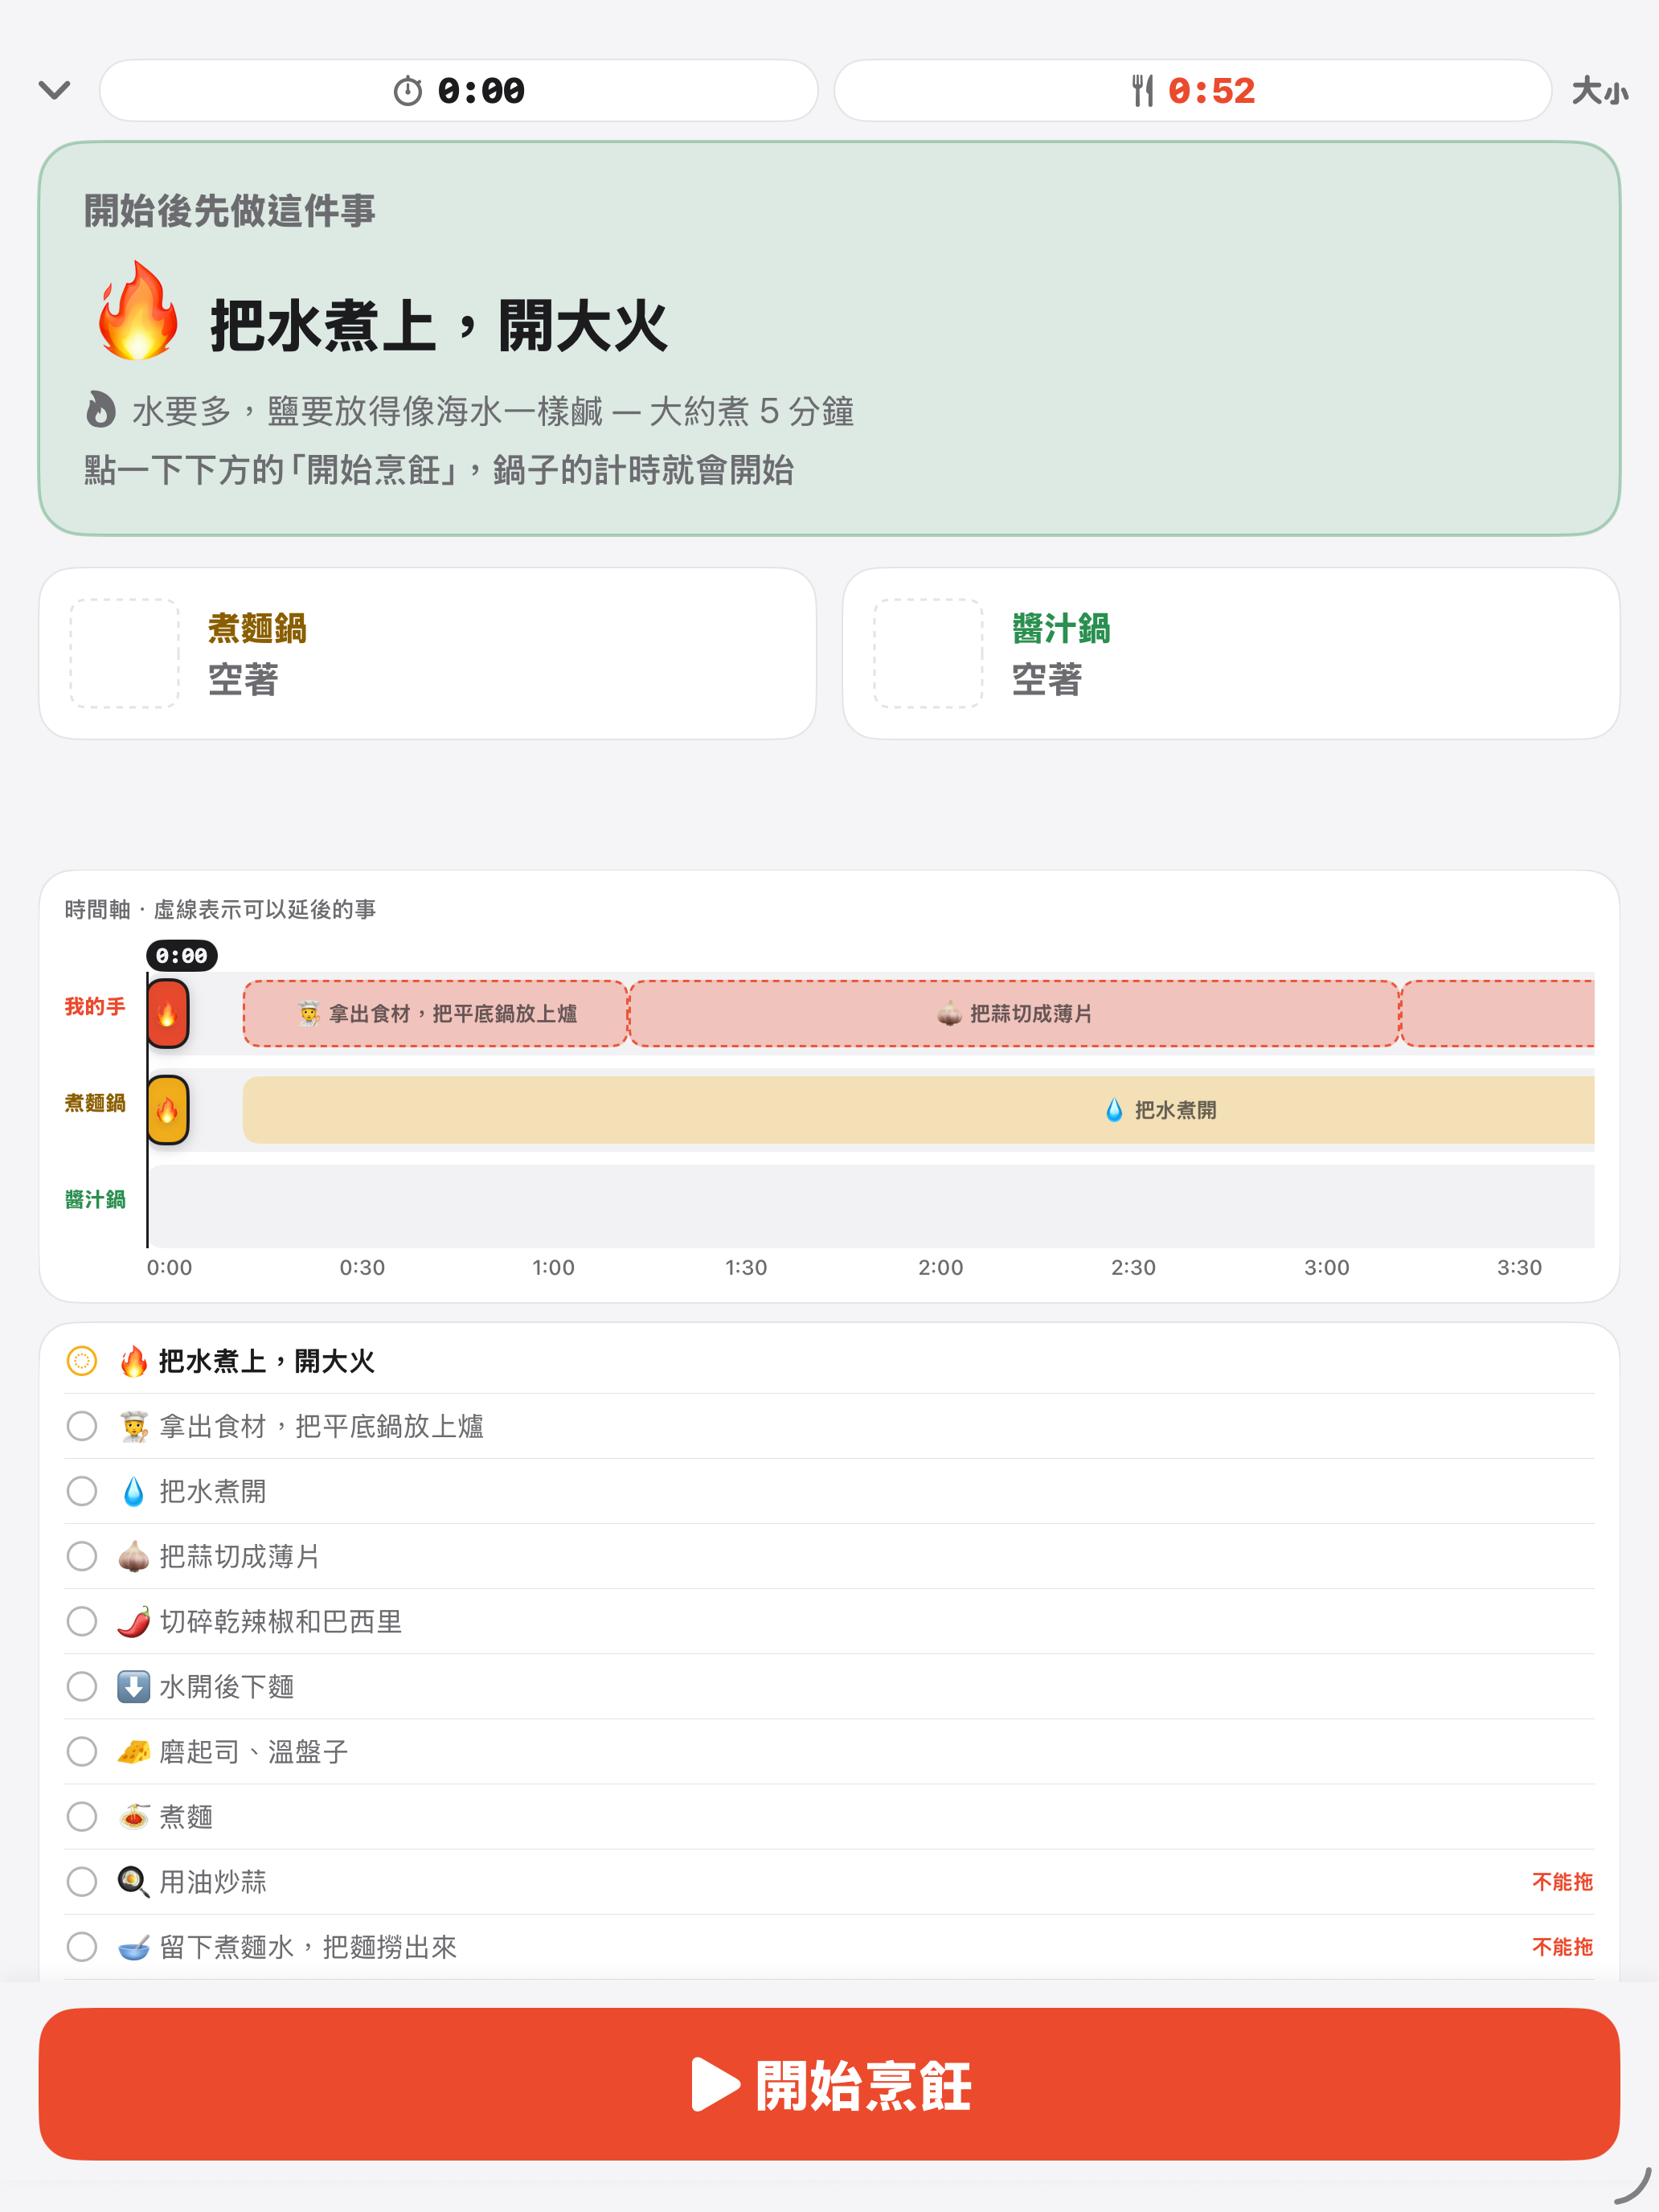 0:00
0:52
大小
開始後先做這件事
把水煮上，開大火
水要多，鹽要放得像海水一樣鹹 — 大約煮 5 分鐘
點一下下方的「開始烹飪」，鍋子的計時就會開始
煮麵鍋
空著
醬汁鍋
空著
時間軸 · 虛線表示可以延後的事
0:00
我的手
拿出食材，把平底鍋放上爐
把蒜切成薄片
煮麵鍋
把水煮開
醬汁鍋
0:00 0:30 1:00 1:30 2:00 2:30 3:00 3:30
把水煮上，開大火
拿出食材，把平底鍋放上爐
把水煮開
把蒜切成薄片
切碎乾辣椒和巴西里
水開後下麵
磨起司、溫盤子
煮麵
用油炒蒜 不能拖
留下煮麵水，把麵撈出來 不能拖
開始烹飪